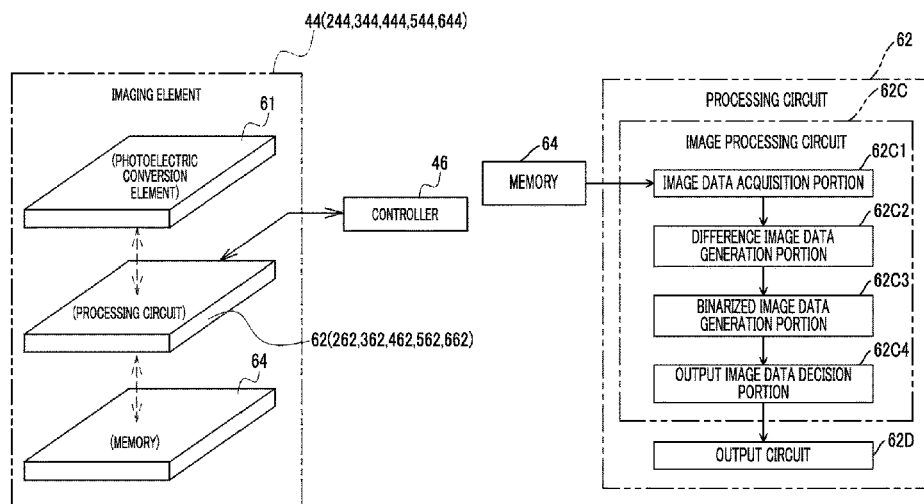 44(244,344,444,544,644)
IMAGING ELEMENT
61
(PHOTOELECTRIC
CONVERSION
ELEMENT)
46
CONTROLLER
(PROCESSING CIRCUIT)
62(262,362,462,562,662)
64
(MEMORY)
62
PROCESSING CIRCUIT
62C
IMAGE PROCESSING CIRCUIT
64
MEMORY
62C1
IMAGE DATA ACQUISITION PORTION
62C2
DIFFERENCE IMAGE DATA
GENERATION PORTION
62C3
BINARIZED IMAGE DATA
GENERATION PORTION
62C4
OUTPUT IMAGE DATA DECISION
PORTION
62D
OUTPUT CIRCUIT